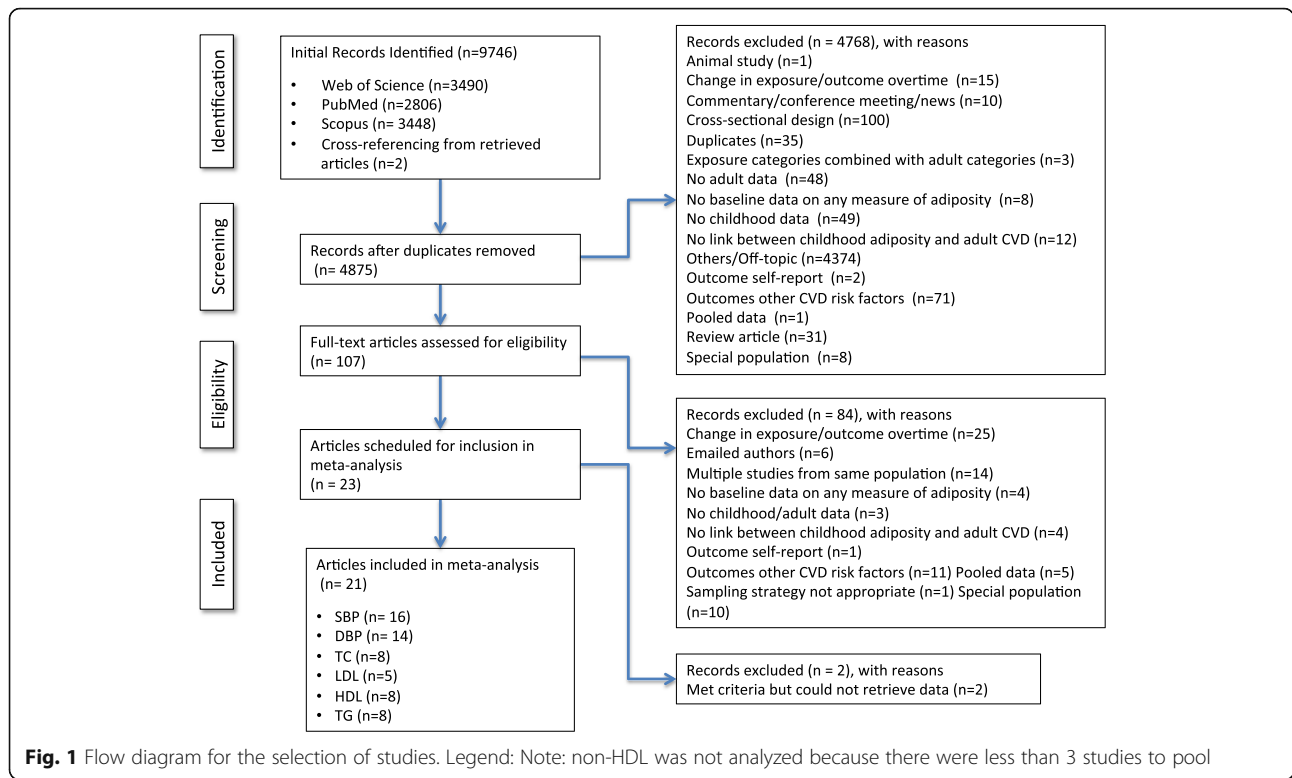 Identification
Initial Records Identified (n=9746)
• Web of Science (n=3490)
• PubMed (n=2806)
• Scopus (n= 3448)
• Cross-referencing from retrieved
articles (n=2)
Records excluded (n = 4768), with reasons
Animal study (n=1)
Change in exposure/outcome overtime (n=15)
Commentary/conference meeting/news (n=10)
Cross-sectional design (n=100)
Duplicates (n=35)
Exposure categories combined with adult categories (n=3)
No adult data (n=48)
No baseline data on any measure of adiposity (n=8)
No childhood data (n=49)
No link between childhood adiposity and adult CVD (n=12)
Others/Off-topic (n=4374)
Outcome self-report (n=2)
Outcomes other CVD risk factors (n=71)
Pooled data (n=1)
Review article (n=31)
Special population (n=8)
Screening
Records after duplicates removed
(n= 4875)
Eligibility
Full-text articles assessed for eligibility
(n= 107)
Records excluded (n = 84), with reasons
Change in exposure/outcome overtime (n=25)
Emailed authors (n=6)
Multiple studies from same population (n=14)
No baseline data on any measure of adiposity (n=4)
No childhood/adult data (n=3)
No link between childhood adiposity and adult CVD (n=4)
Outcome self-report (n=1)
Outcomes other CVD risk factors (n=11) Pooled data (n=5)
Sampling strategy not appropriate (n=1) Special population
(n=10)
Articles scheduled for inclusion in
meta-analysis
(n = 23)
Included
Articles included in meta-analysis
(n= 21)
• SBP (n= 16)
• DBP (n= 14)
• TC (n=8)
• LDL (n=5)
• HDL (n=8)
• TG (n=8)
Records excluded (n = 2), with reasons
Met criteria but could not retrieve data (n=2)
Fig. 1 Flow diagram for the selection of studies. Legend: Note: non-HDL was not analyzed because there were less than 3 studies to pool